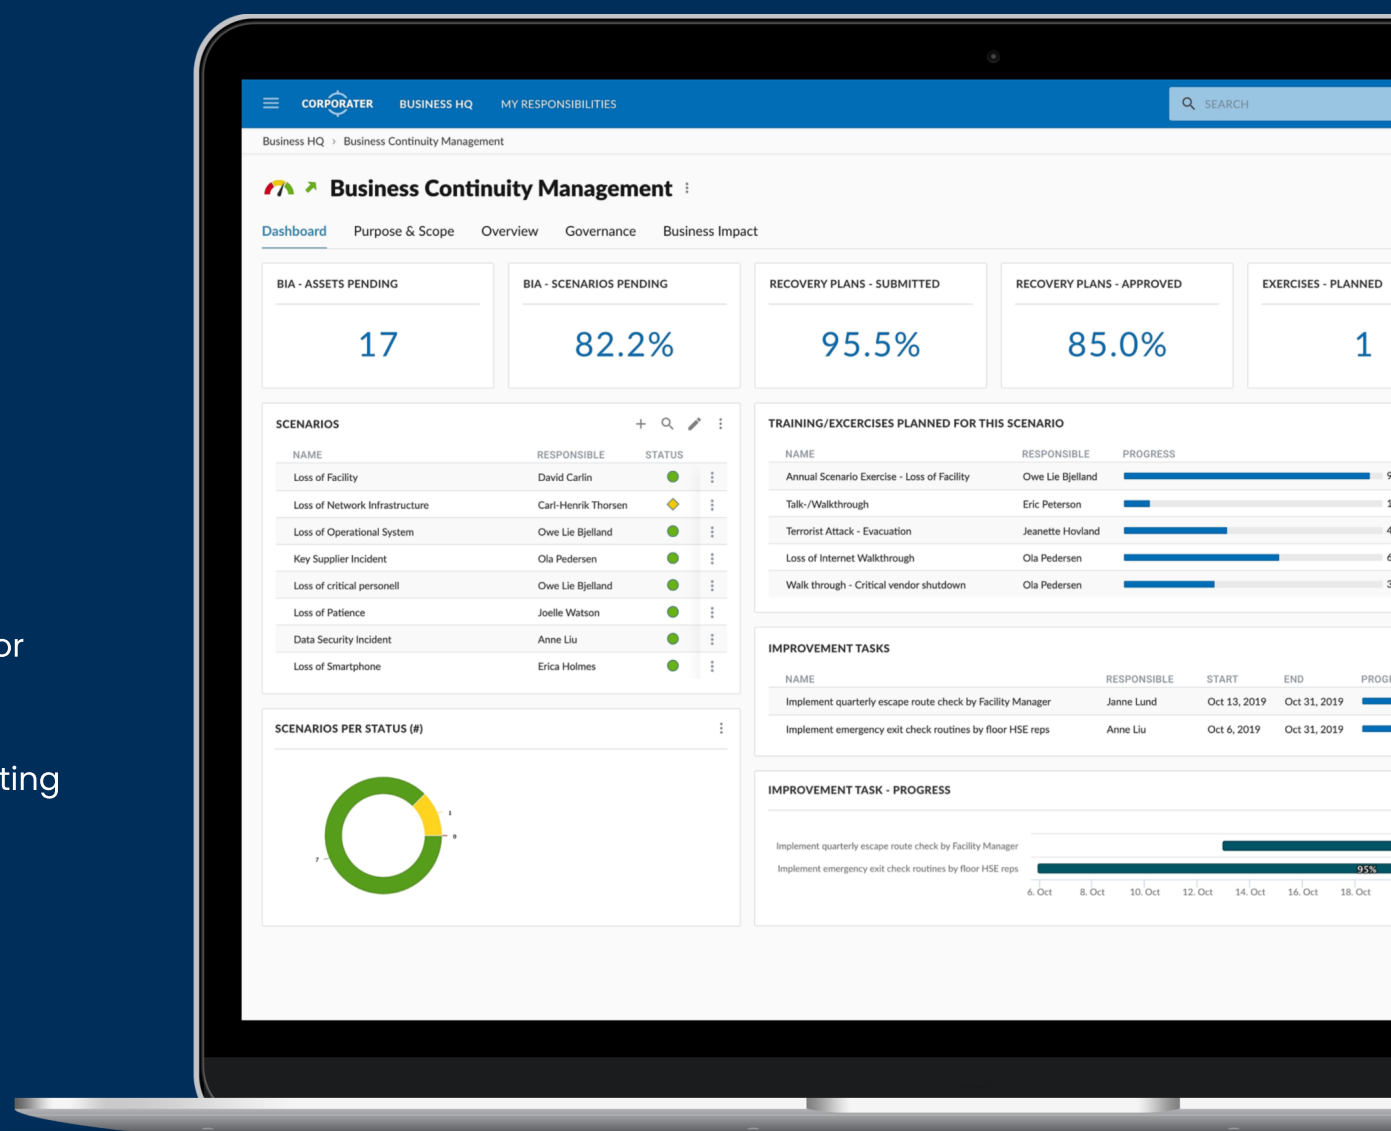 CORPORATER BUSINESS HQ MY RESPONSIBILITIES SEARCH
Business HQ › Business Continuity Management
Business Continuity Management
Dashboard Purpose & Scope Overview Governance Business Impact
BIA - ASSETS PENDING
17
BIA - SCENARIOS PENDING
82.2%
RECOVERY PLANS - SUBMITTED
95.5%
RECOVERY PLANS - APPROVED
85.0%
EXERCISES - PLANNED
1
SCENARIOS
NAME RESPONSIBLE STATUS
Loss of Facility David Carlin
Loss of Network Infrastructure Carl-Henrik Thorsen
Loss of Operational System Owe Lie Bjelland
Key Supplier Incident Ola Pedersen
Loss of critical personell Owe Lie Bjelland
Loss of Patience Joelle Watson
Data Security Incident Anne Liu
Loss of Smartphone Erica Holmes
SCENARIOS PER STATUS (#)
1
0
7
TRAINING/EXCERCISES PLANNED FOR THIS SCENARIO
NAME RESPONSIBLE PROGRESS
Annual Scenario Exercise - Loss of Facility Owe Lie Bjelland 9
Talk-/Walkthrough Eric Peterson 1
Terrorist Attack - Evacuation Jeanette Hovland 4
Loss of Internet Walkthrough Ola Pedersen 6
Walk through - Critical vendor shutdown Ola Pedersen 3
IMPROVEMENT TASKS
NAME RESPONSIBLE START END PROG
Implement quarterly escape route check by Facility Manager Janne Lund Oct 13, 2019 Oct 31, 2019
Implement emergency exit check routines by floor HSE reps Anne Liu Oct 6, 2019 Oct 31, 2019
IMPROVEMENT TASK - PROGRESS
Implement quarterly escape route check by Facility Manager
Implement emergency exit check routines by floor HSE reps 95%
6. Oct 8. Oct 10. Oct 12. Oct 14. Oct 16. Oct 18. Oct
or
ting